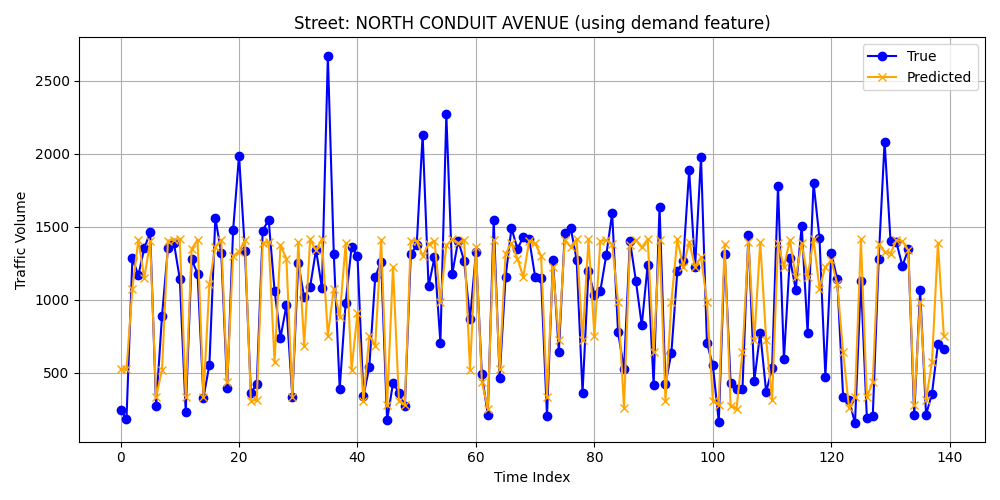 Street: NORTH CONDUIT AVENUE (using demand feature)
True
Predicted
Traffic Volume
2500
2000
1500
1000
500
0 20 40 60 80 100 120 140
Time Index